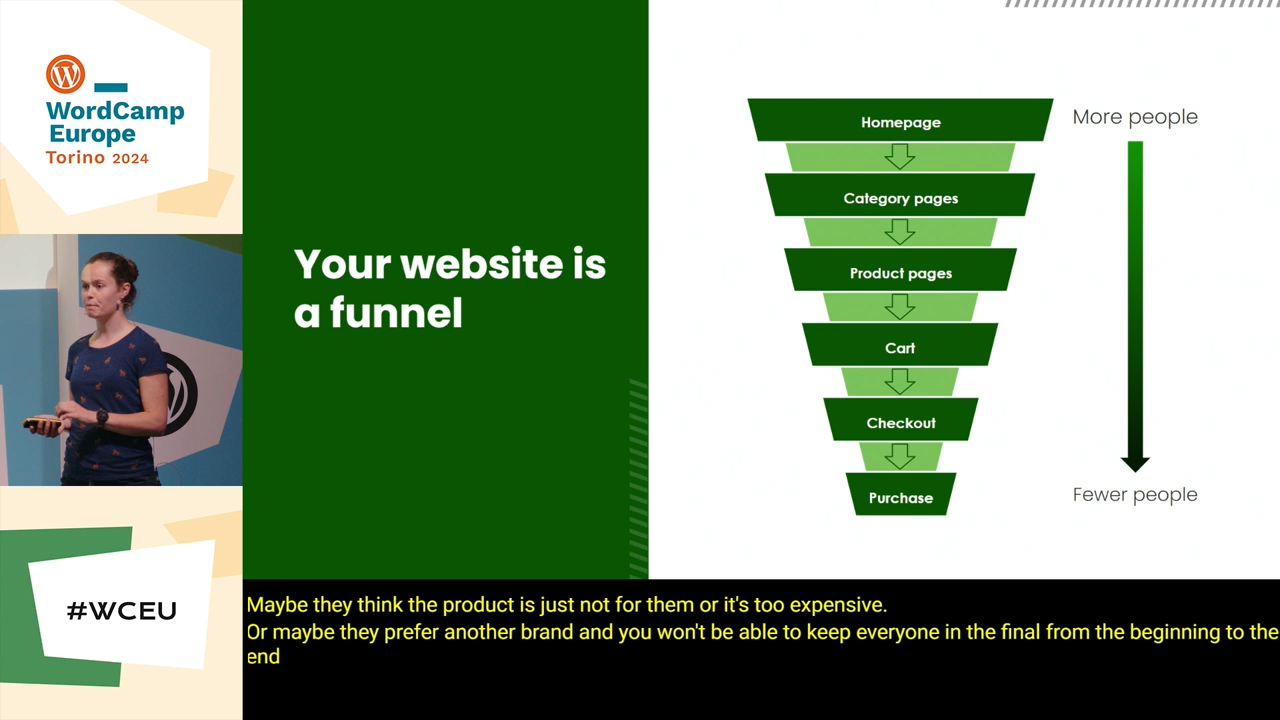 WordCamp
Europe
Torino 2024
#WCEU
Your website is
a funnel
Homepage
Category pages
Product pages
Cart
Checkout
Purchase
More people
Fewer people
Maybe they think the product is just not for them or it's too expensive.
Or maybe they prefer another brand and you won't be able to keep everyone in the final from the beginning to the
end